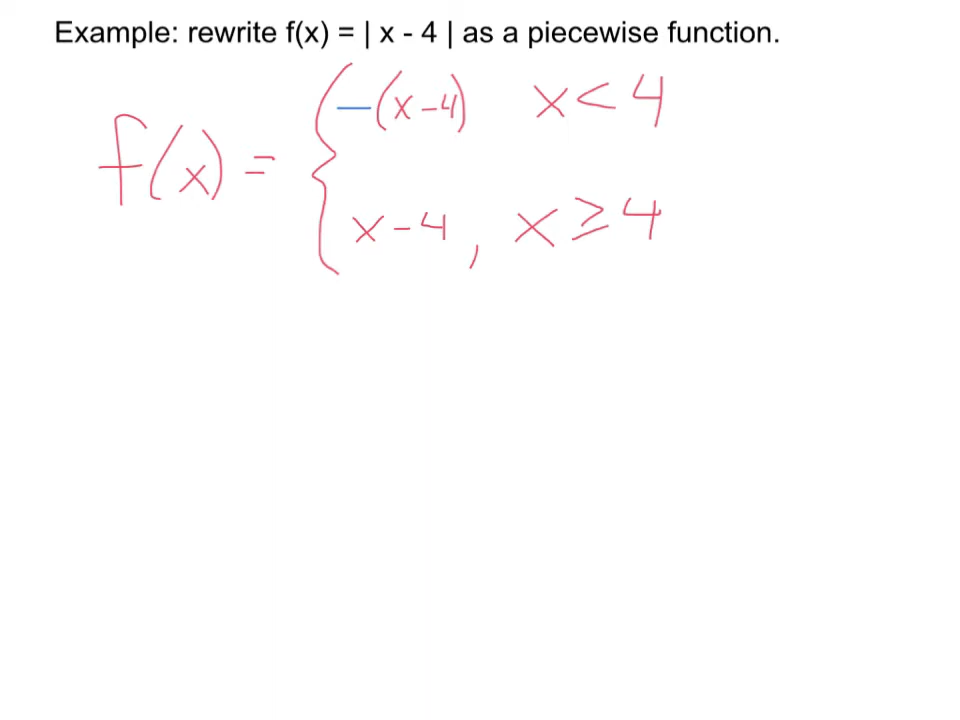 Example: rewrite f(x) = | x - 4 | as a piecewise function.
f(x) = { -(x-4) x < 4
x-4, x ≥ 4